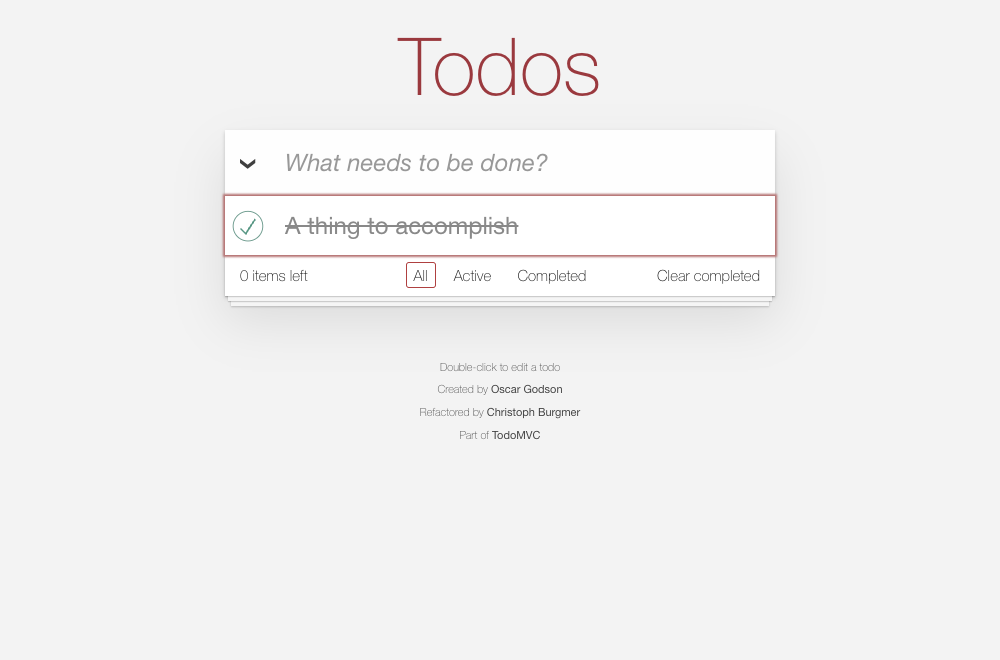 Todos
What needs to be done?
A thing to accomplish
0 items left All Active Completed Clear completed
Double-click to edit a todo
Created by Oscar Godson
Refactored by Christoph Burgmer
Part of TodoMVC